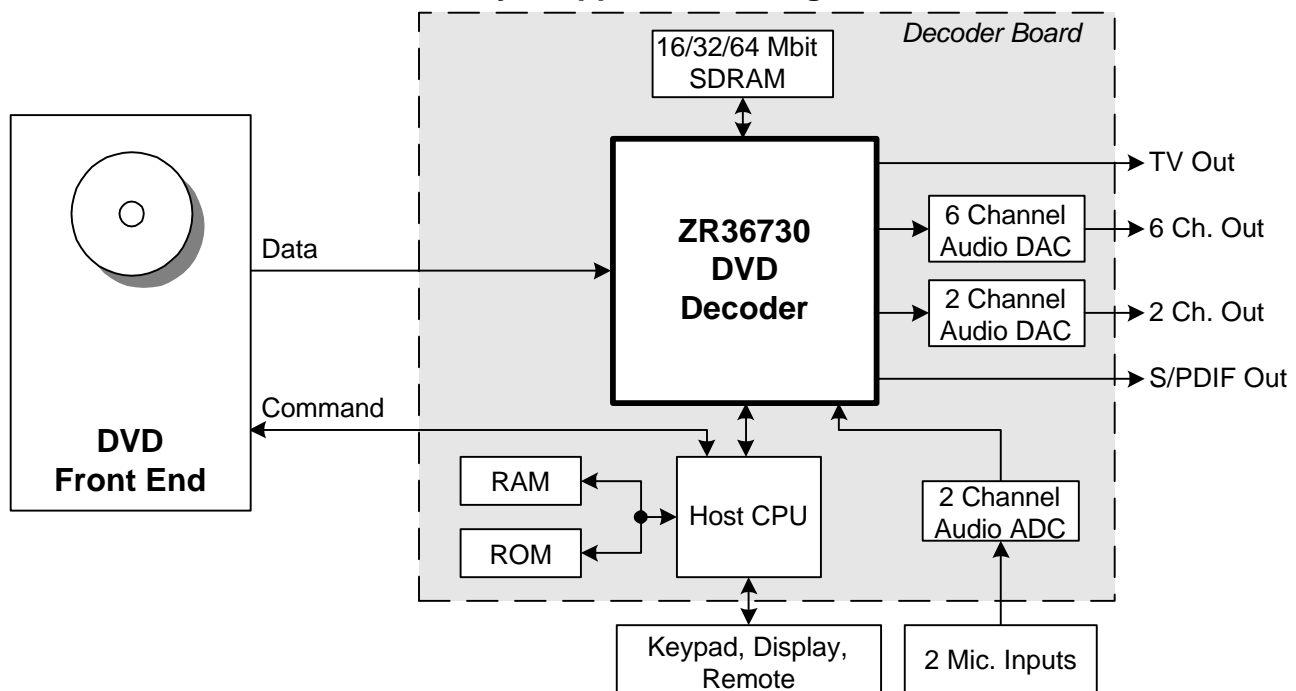 Decoder Board
16/32/64 Mbit
SDRAM
TV Out
6 Channel
Audio DAC
6 Ch. Out
ZR36730
DVD
Decoder
Data
2 Channel
Audio DAC
2 Ch. Out
S/PDIF Out
Command
DVD
Front End
RAM
ROM
Host CPU
2 Channel
Audio ADC
Keypad, Display,
Remote
2 Mic. Inputs